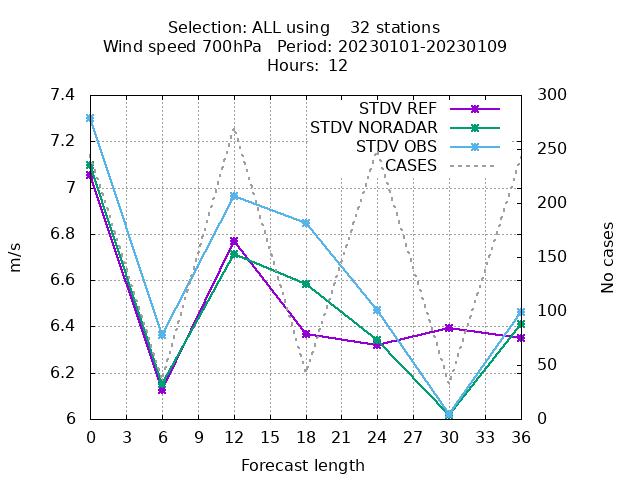 Selection: ALL using    32 stations
Wind speed 700hPa   Period: 20230101-20230109
Hours:  12
7.4
7.2
7
6.8
6.6
6.4
6.2
6
m/s
STDV REF
STDV NORADAR
STDV OBS
CASES
300
250
200
150
100
50
0
No cases
0 3 6 9 12 15 18 21 24 27 30 33 36
Forecast length